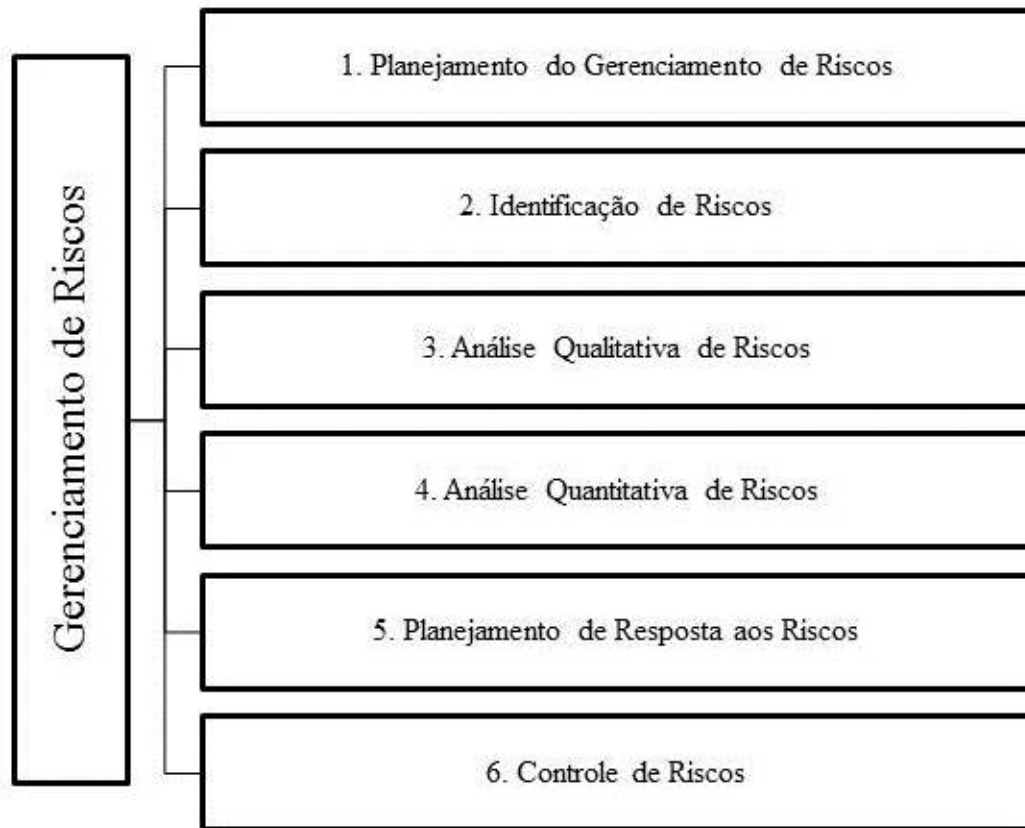 Gerenciamento de Riscos
1. Planejamento do Gerenciamento de Riscos
2. Identificação de Riscos
3. Análise Qualitativa de Riscos
4. Análise Quantitativa de Riscos
5. Planejamento de Resposta aos Riscos
6. Controle de Riscos